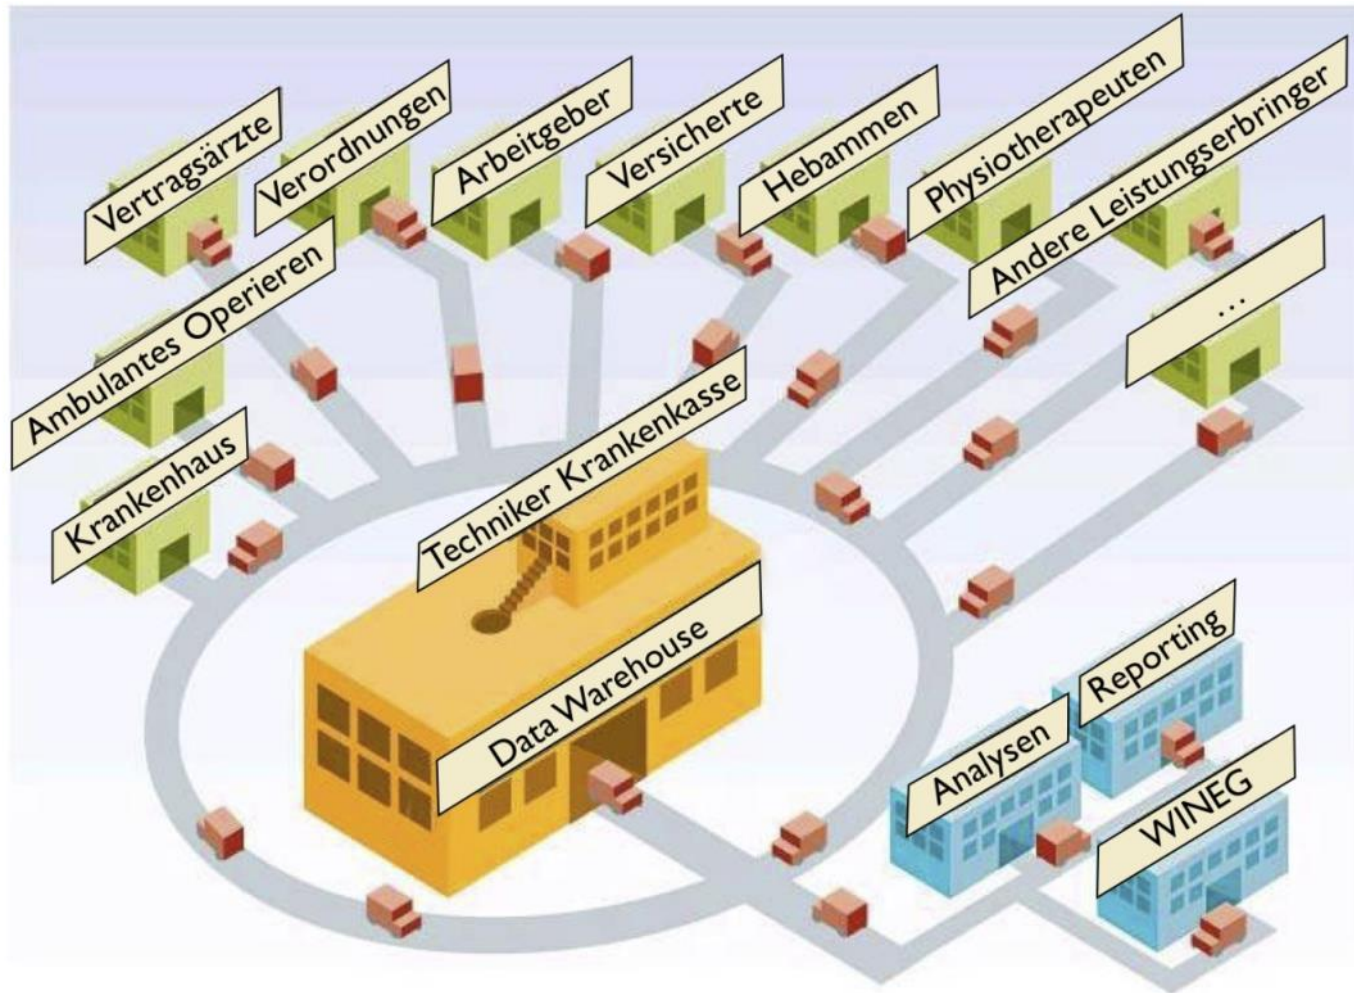 Vertragsärzte
Verordnungen
Arbeitgeber
Versicherte
Hebammen
Physiotherapeuten
Andere Leistungserbringer
...
Ambulantes Operieren
Krankenhaus
Techniker Krankenkasse
Data Warehouse
Analysen
Reporting
WINEG